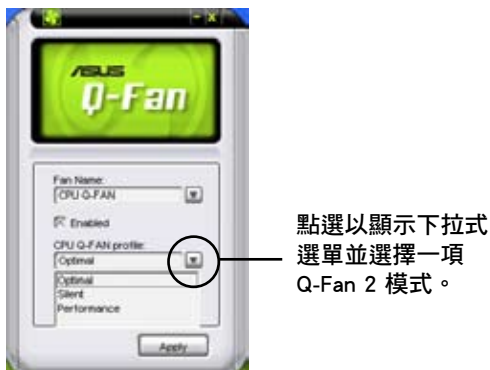 ASUS
Q-Fan
Fan Name:
CPU Q-FAN
Enabled
CPU Q-FAN profile:
Optimal
Optimal
Silent
Performance
Apply
點選以顯示下拉式
選單並選擇一項
Q-Fan 2 模式。